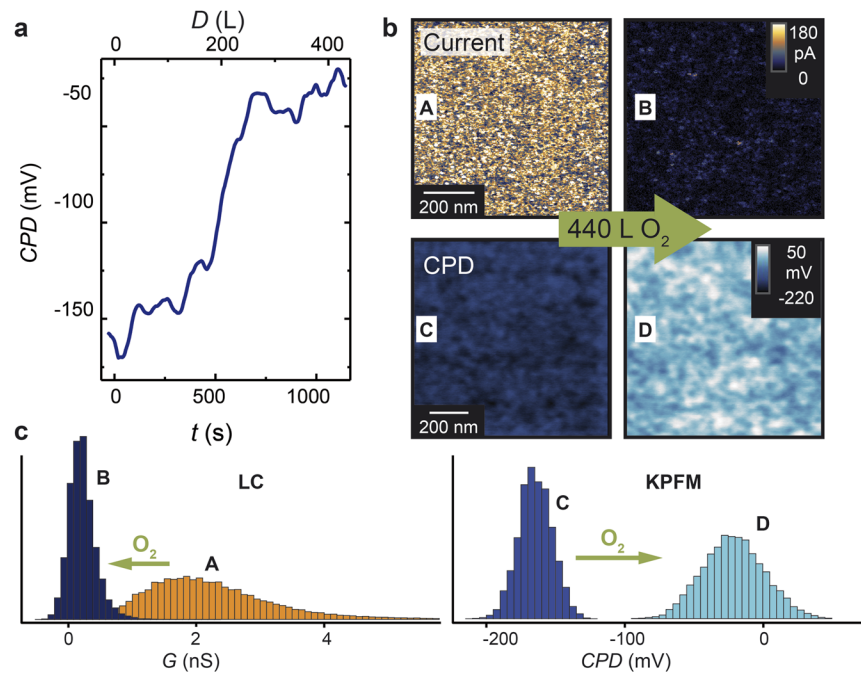 a
D (L)
0 200 400
-50
-100
-150
CPD (mV)
0 500 1000
t (s)
b
Current
A
200 nm
B
180
pA
0
440 L O₂
CPD
C
200 nm
D
50
mV
-220
c
B
LC
O₂
A
0 2 4
G (nS)
KPFM
C
O₂
D
-200 -100 0
CPD (mV)